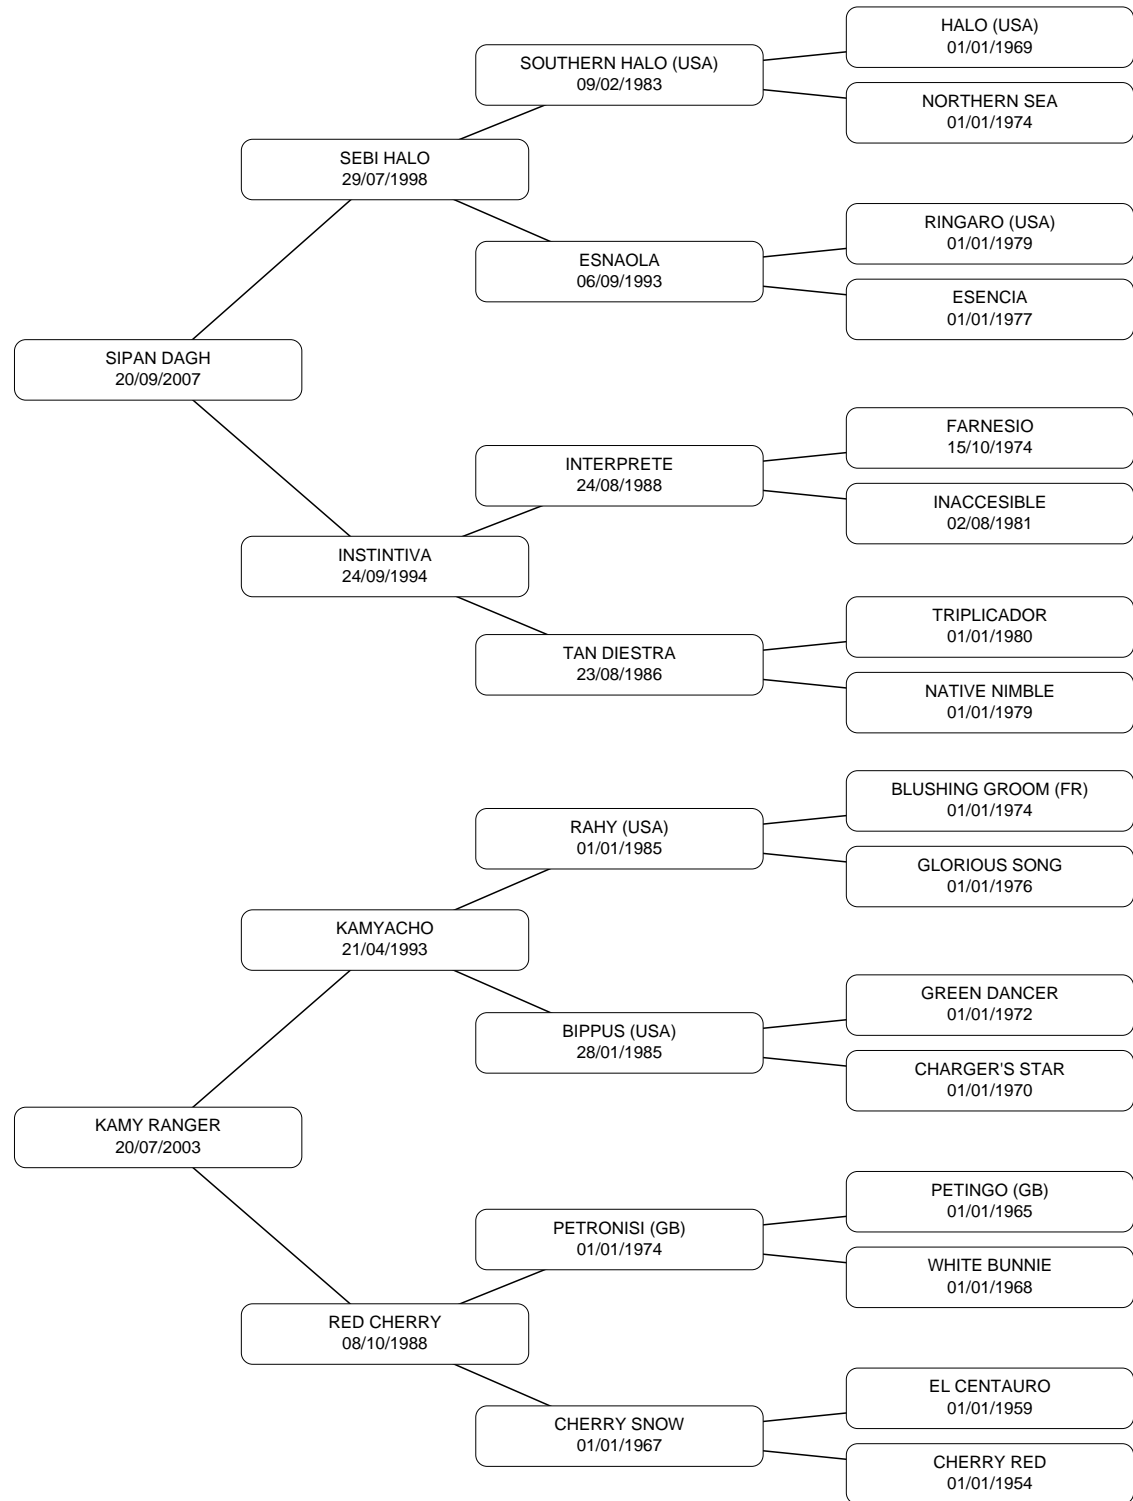 HALO (USA)
01/01/1969
SOUTHERN HALO (USA)
09/02/1983
NORTHERN SEA
01/01/1974
SEBI HALO
29/07/1998
RINGARO (USA)
01/01/1979
ESNAOLA
06/09/1993
ESENCIA
01/01/1977
SIPAN DAGH
20/09/2007
FARNESIO
15/10/1974
INTERPRETE
24/08/1988
INACCESIBLE
02/08/1981
INSTINTIVA
24/09/1994
TRIPLICADOR
01/01/1980
TAN DIESTRA
23/08/1986
NATIVE NIMBLE
01/01/1979
BLUSHING GROOM (FR)
01/01/1974
RAHY (USA)
01/01/1985
GLORIOUS SONG
01/01/1976
KAMYACHO
21/04/1993
GREEN DANCER
01/01/1972
BIPPUS (USA)
28/01/1985
CHARGER'S STAR
01/01/1970
KAMY RANGER
20/07/2003
PETINGO (GB)
01/01/1965
PETRONISI (GB)
01/01/1974
WHITE BUNNIE
01/01/1968
RED CHERRY
08/10/1988
EL CENTAURO
01/01/1959
CHERRY SNOW
01/01/1967
CHERRY RED
01/01/1954